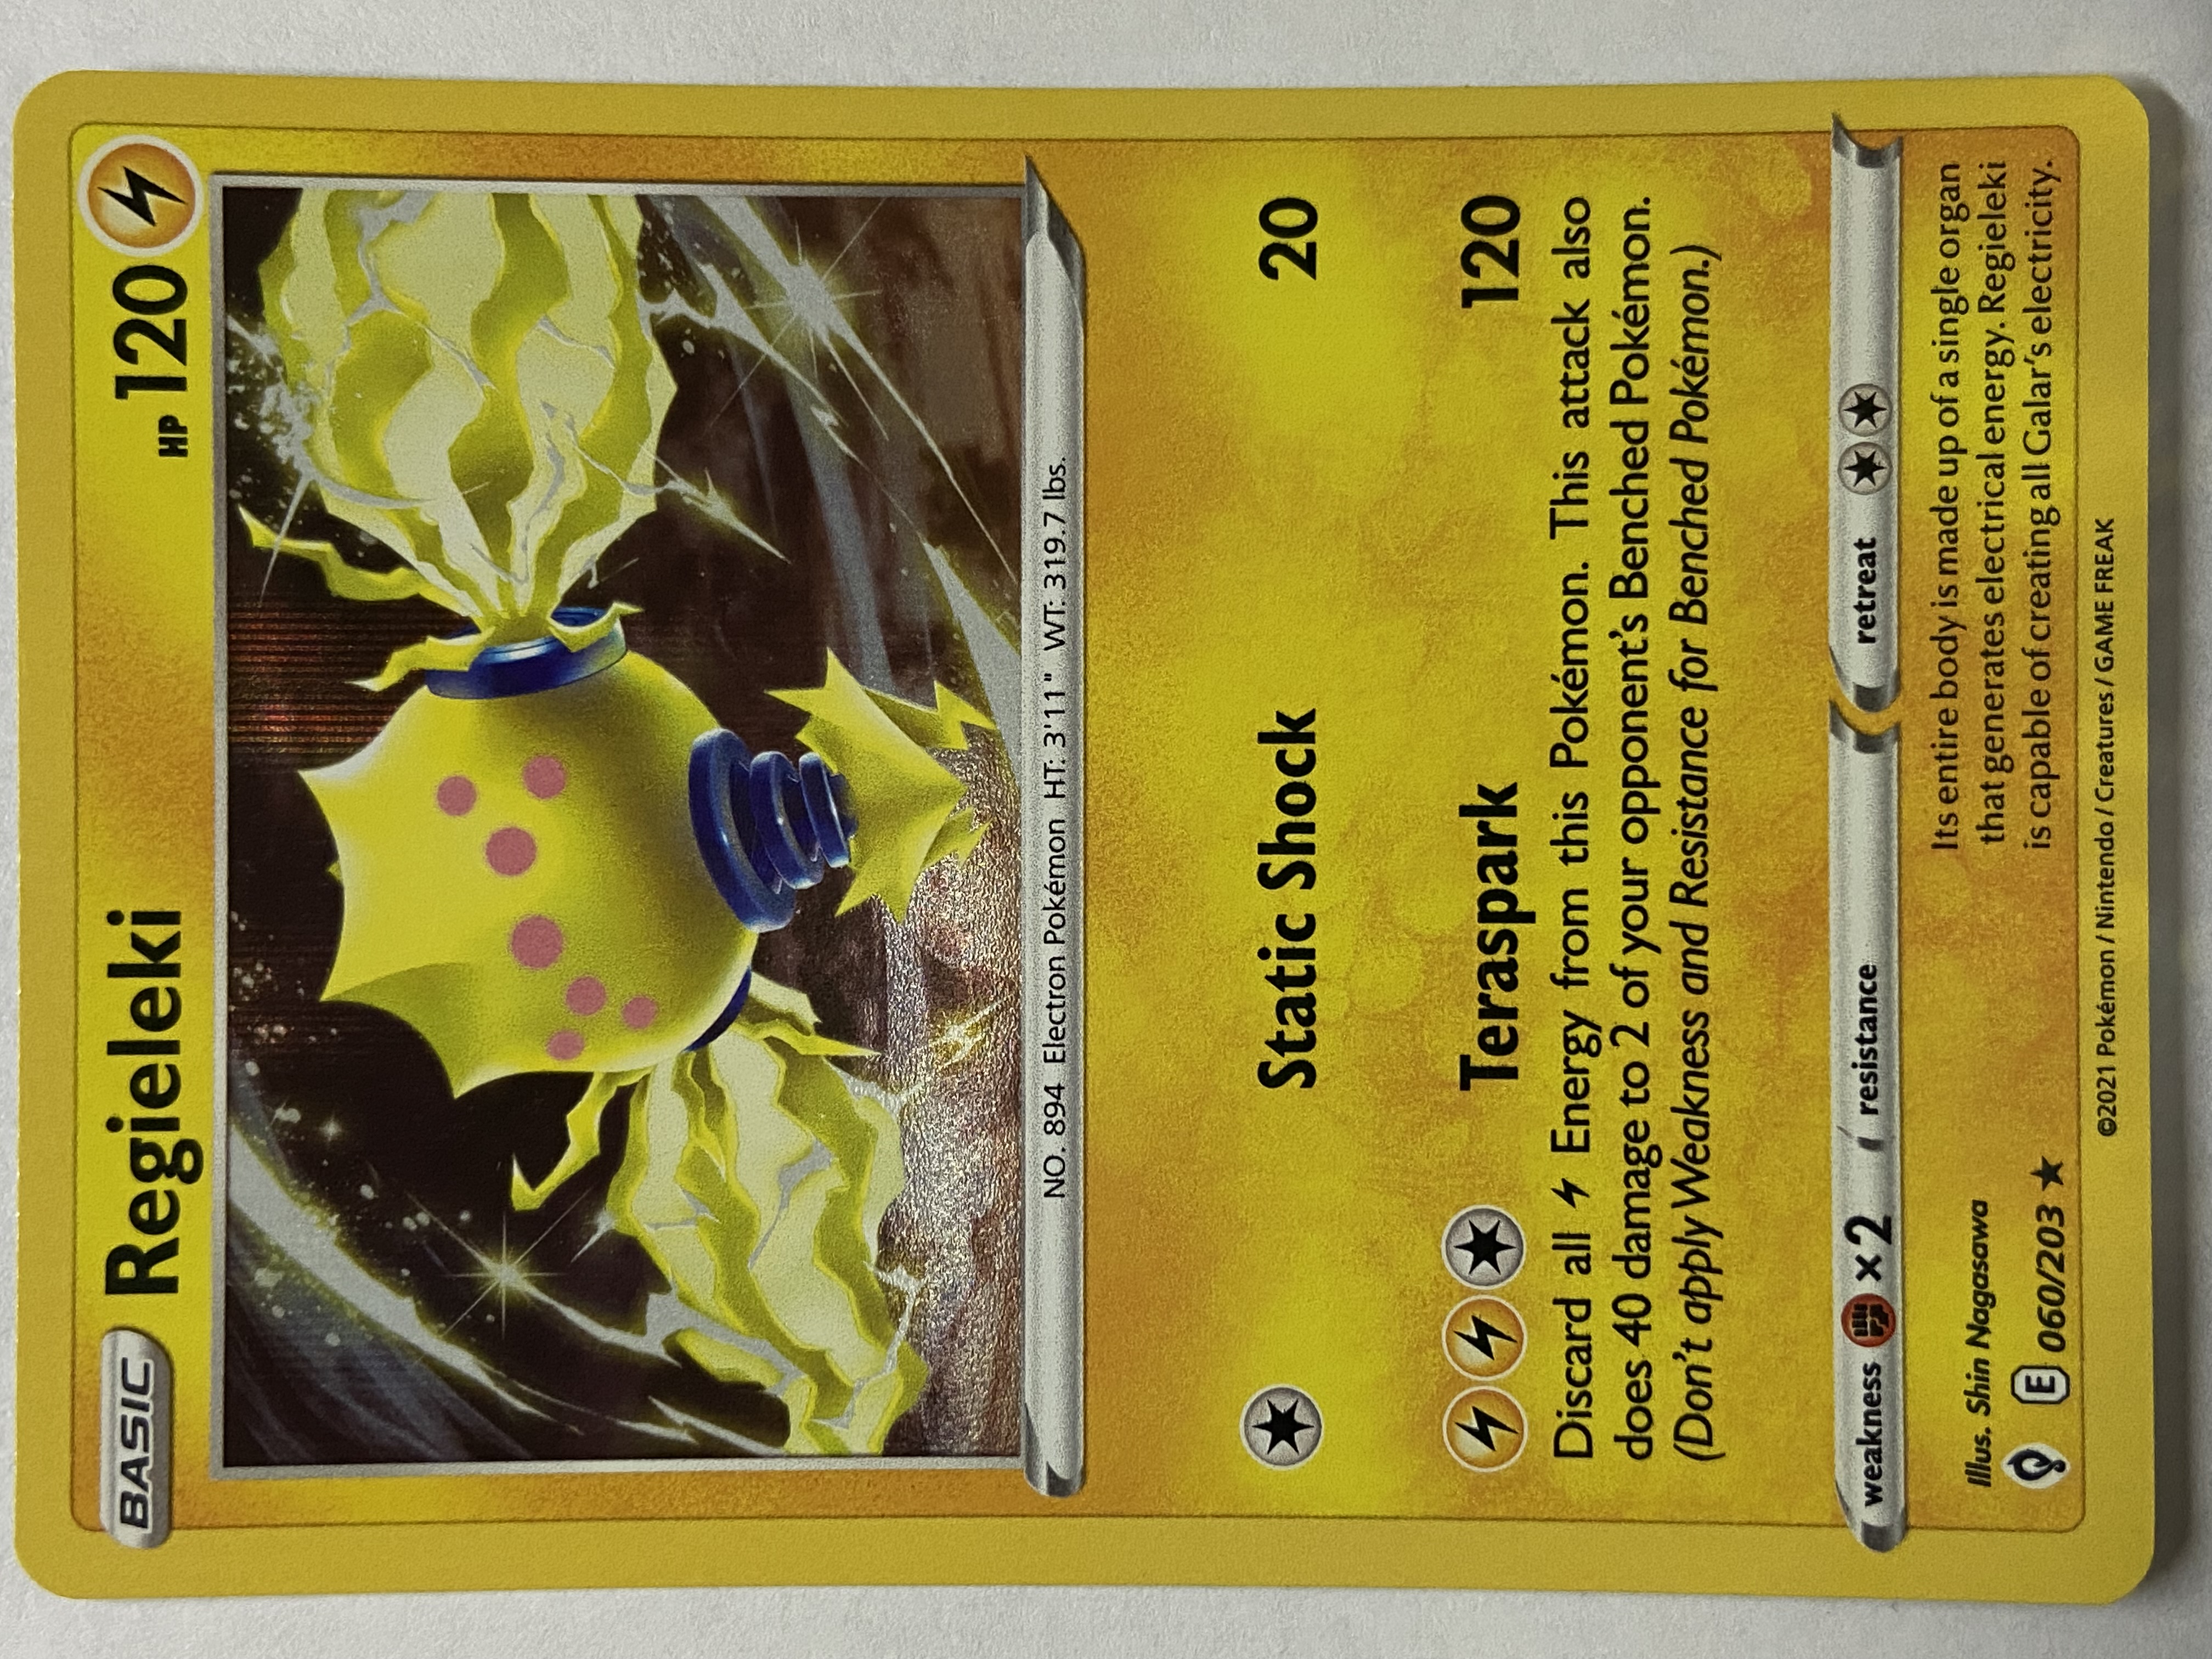 BASIC Regieleki HP 120
NO. 894 Electron Pokémon HT: 3'11" WT: 319.7 lbs.
Static Shock 20
Teraspark 120
Discard all Energy from this Pokémon. This attack also
does 40 damage to 2 of your opponent's Benched Pokémon.
(Don't apply Weakness and Resistance for Benched Pokémon.)
weakness ×2 resistance retreat
Illus. Shin Nagasawa
E 060/203 ★
Its entire body is made up of a single organ
that generates electrical energy. Regieleki
is capable of creating all Galar's electricity.
©2021 Pokémon / Nintendo / Creatures / GAME FREAK